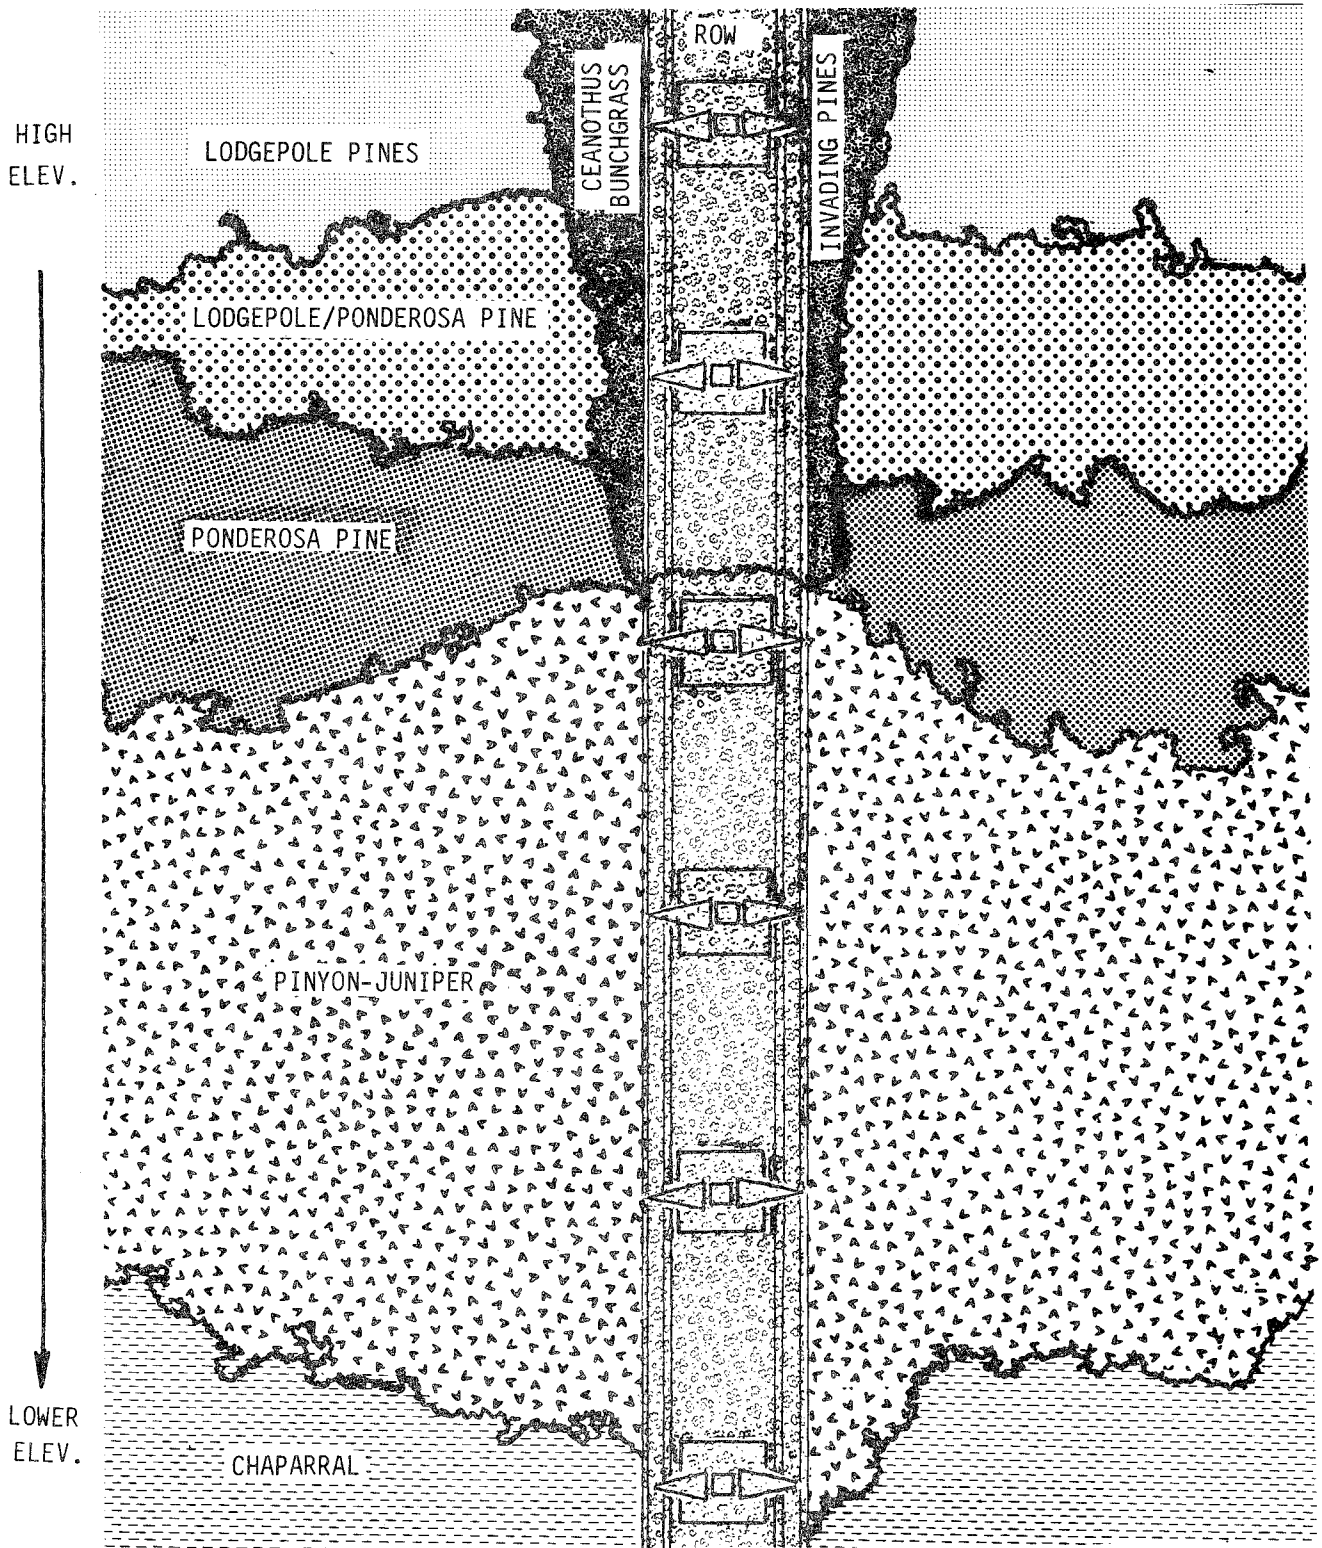 ROW
CEANOTHUS
BUNCHGRASS
INVADING PINES
HIGH
ELEV.
LODGEPOLE PINES
LODGEPOLE/PONDEROSA PINE
PONDEROSA PINE
PINYON-JUNIPER
LOWER
ELEV.
CHAPARRAL